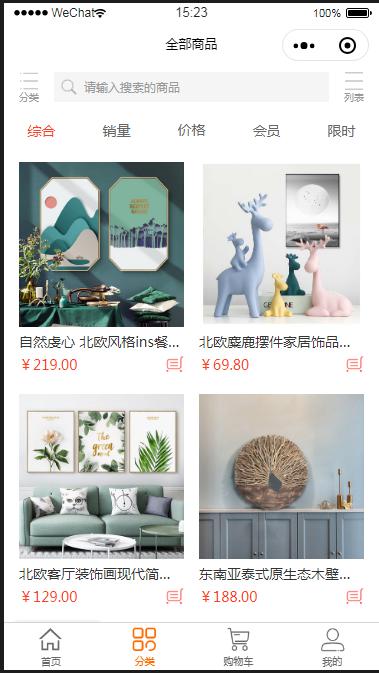 WeChat
15:23
100%
全部商品
分类
请输入搜索的商品
列表
综合
销量
价格
会员
限时
自然虔心 北欧风格ins餐...
¥219.00
GE
INE
北欧麋鹿摆件家居饰品...
¥69.80
The
green
北欧客厅装饰画现代简...
¥129.00
东南亚泰式原生态木壁...
¥188.00
首页
分类
购物车
我的